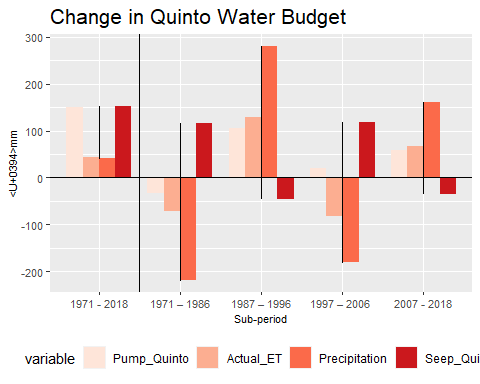 Change in Quinto Water Budget
300
200
100
0
-100
-200
<U+0394>mm
1971 - 2018
1971 – 1986
1987 – 1996
1997 – 2006
2007 - 2018
Sub-period
variable
Pump_Quinto
Actual_ET
Precipitation
Seep_Qui